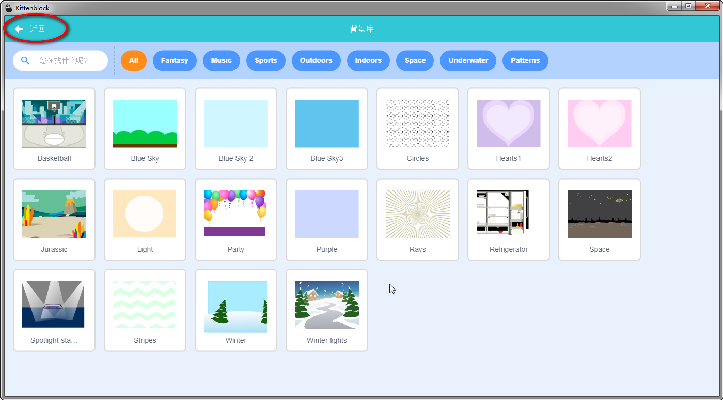 Kittenblock
返回
背景库
All Fantasy Music Sports Outdoors Indoors Space Underwater Patterns
Basketball Blue Sky Blue Sky 2 Blue Sky3 Circles Hearts1 Hearts2
Jurassic Light Party Purple Rays Refrigerator Space
Spotlight-sta... Stripes Winter Winter lights